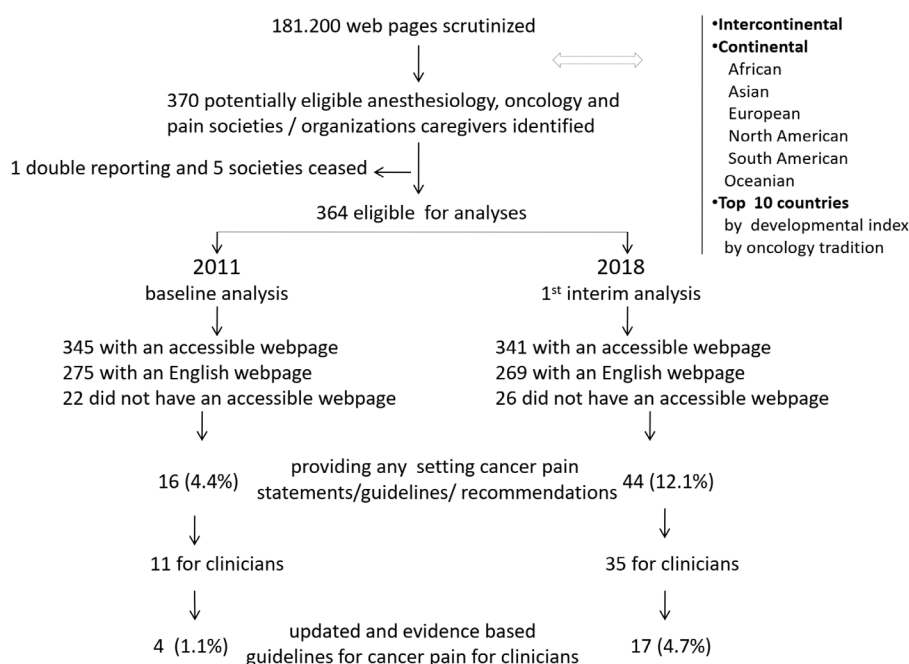 181.200 web pages scrutinized
•Intercontinental
•Continental
African
Asian
European
North American
South American
Oceanian
•Top 10 countries
by developmental index
by oncology tradition
370 potentially eligible anesthesiology, oncology and
pain societies / organizations caregivers identified
1 double reporting and 5 societies ceased
364 eligible for analyses
2011
baseline analysis
2018
1st interim analysis
345 with an accessible webpage
275 with an English webpage
22 did not have an accessible webpage
341 with an accessible webpage
269 with an English webpage
26 did not have an accessible webpage
16 (4.4%)
providing any setting cancer pain
statements/guidelines/ recommendations
44 (12.1%)
11 for clinicians
35 for clinicians
4 (1.1%)
updated and evidence based
guidelines for cancer pain for clinicians
17 (4.7%)